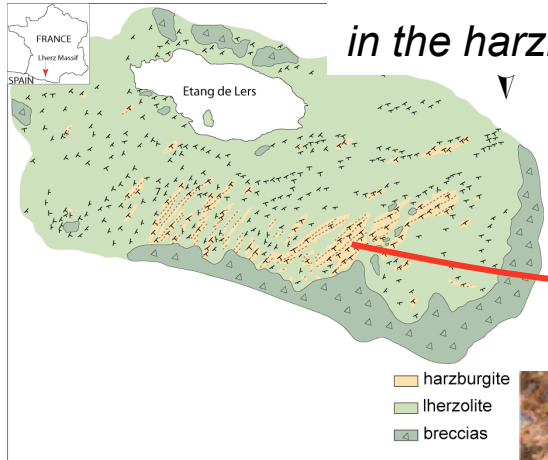 FRANCE
Lherz Massif
SPAIN
in the harz
Etang de Lers
harzburgite
lherzolite
breccias